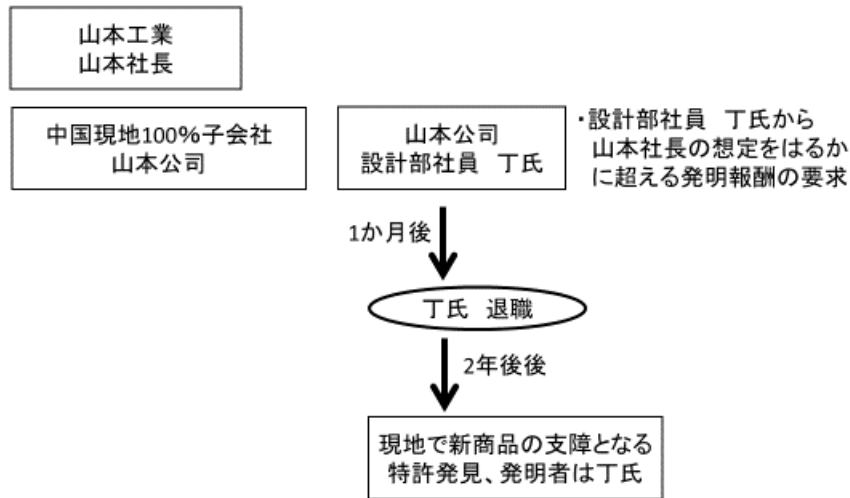 山本工業
山本社長
中国現地100%子会社
山本公司
山本公司
設計部社員　丁氏
・設計部社員　丁氏から
山本社長の想定をはるか
に超える発明報酬の要求
1か月後
丁氏　退職
2年後後
現地で新商品の支障となる
特許発見、発明者は丁氏